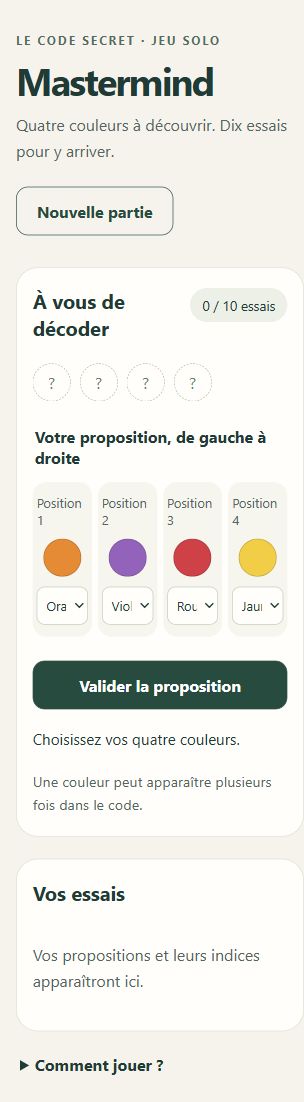 LE CODE SECRET · JEU SOLO
Mastermind
Quatre couleurs à découvrir. Dix essais
pour y arriver.
Nouvelle partie
À vous de
décoder
0 / 10 essais
? ? ? ?
Votre proposition, de gauche à
droite
Position
1
Position
2
Position
3
Position
4
Ora Viol Rou Jau
Valider la proposition
Choisissez vos quatre couleurs.
Une couleur peut apparaître plusieurs
fois dans le code.
Vos essais
Vos propositions et leurs indices
apparaîtront ici.
Comment jouer ?